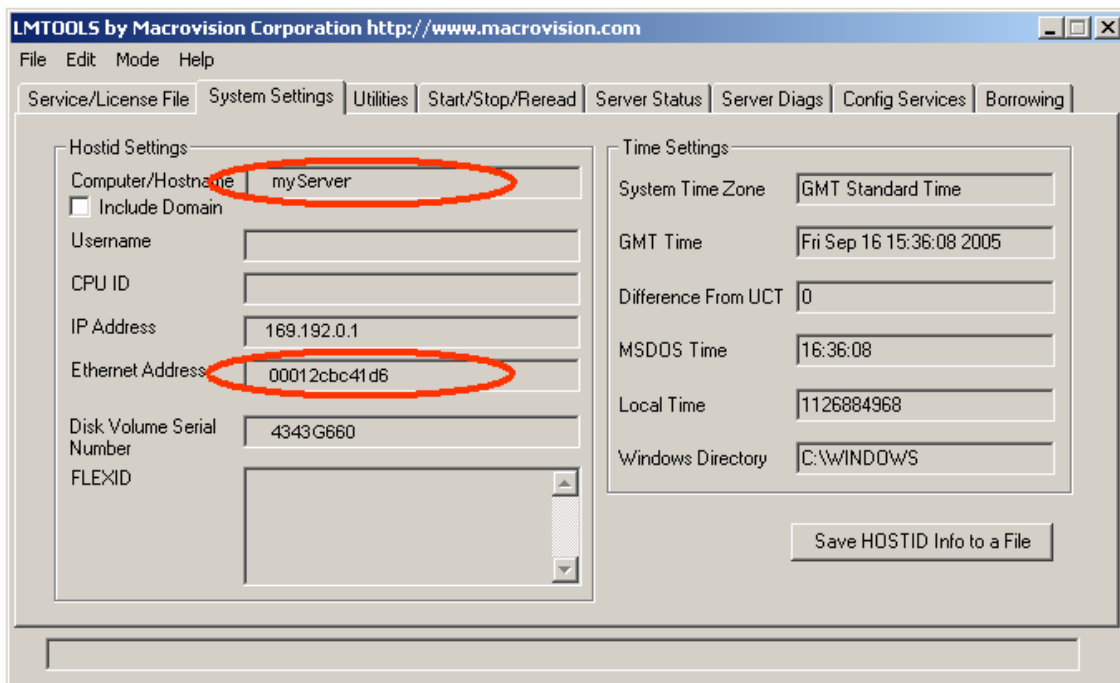 LMTOOLS by Macrovision Corporation http://www.macrovision.com
File Edit Mode Help
Service/License File System Settings Utilities Start/Stop/Reread Server Status Server Diags Config Services Borrowing
Hostid Settings
Computer/Hostname myServer
Include Domain
Username
CPU ID
IP Address 169.192.0.1
Ethernet Address 00012cbc41d6
Disk Volume Serial
Number
4343G660
FLEXID
Time Settings
System Time Zone GMT Standard Time
GMT Time Fri Sep 16 15:36:08 2005
Difference From UCT 0
MSDOS Time 16:36:08
Local Time 1126884968
Windows Directory C:\WINDOWS
Save HOSTID Info to a File